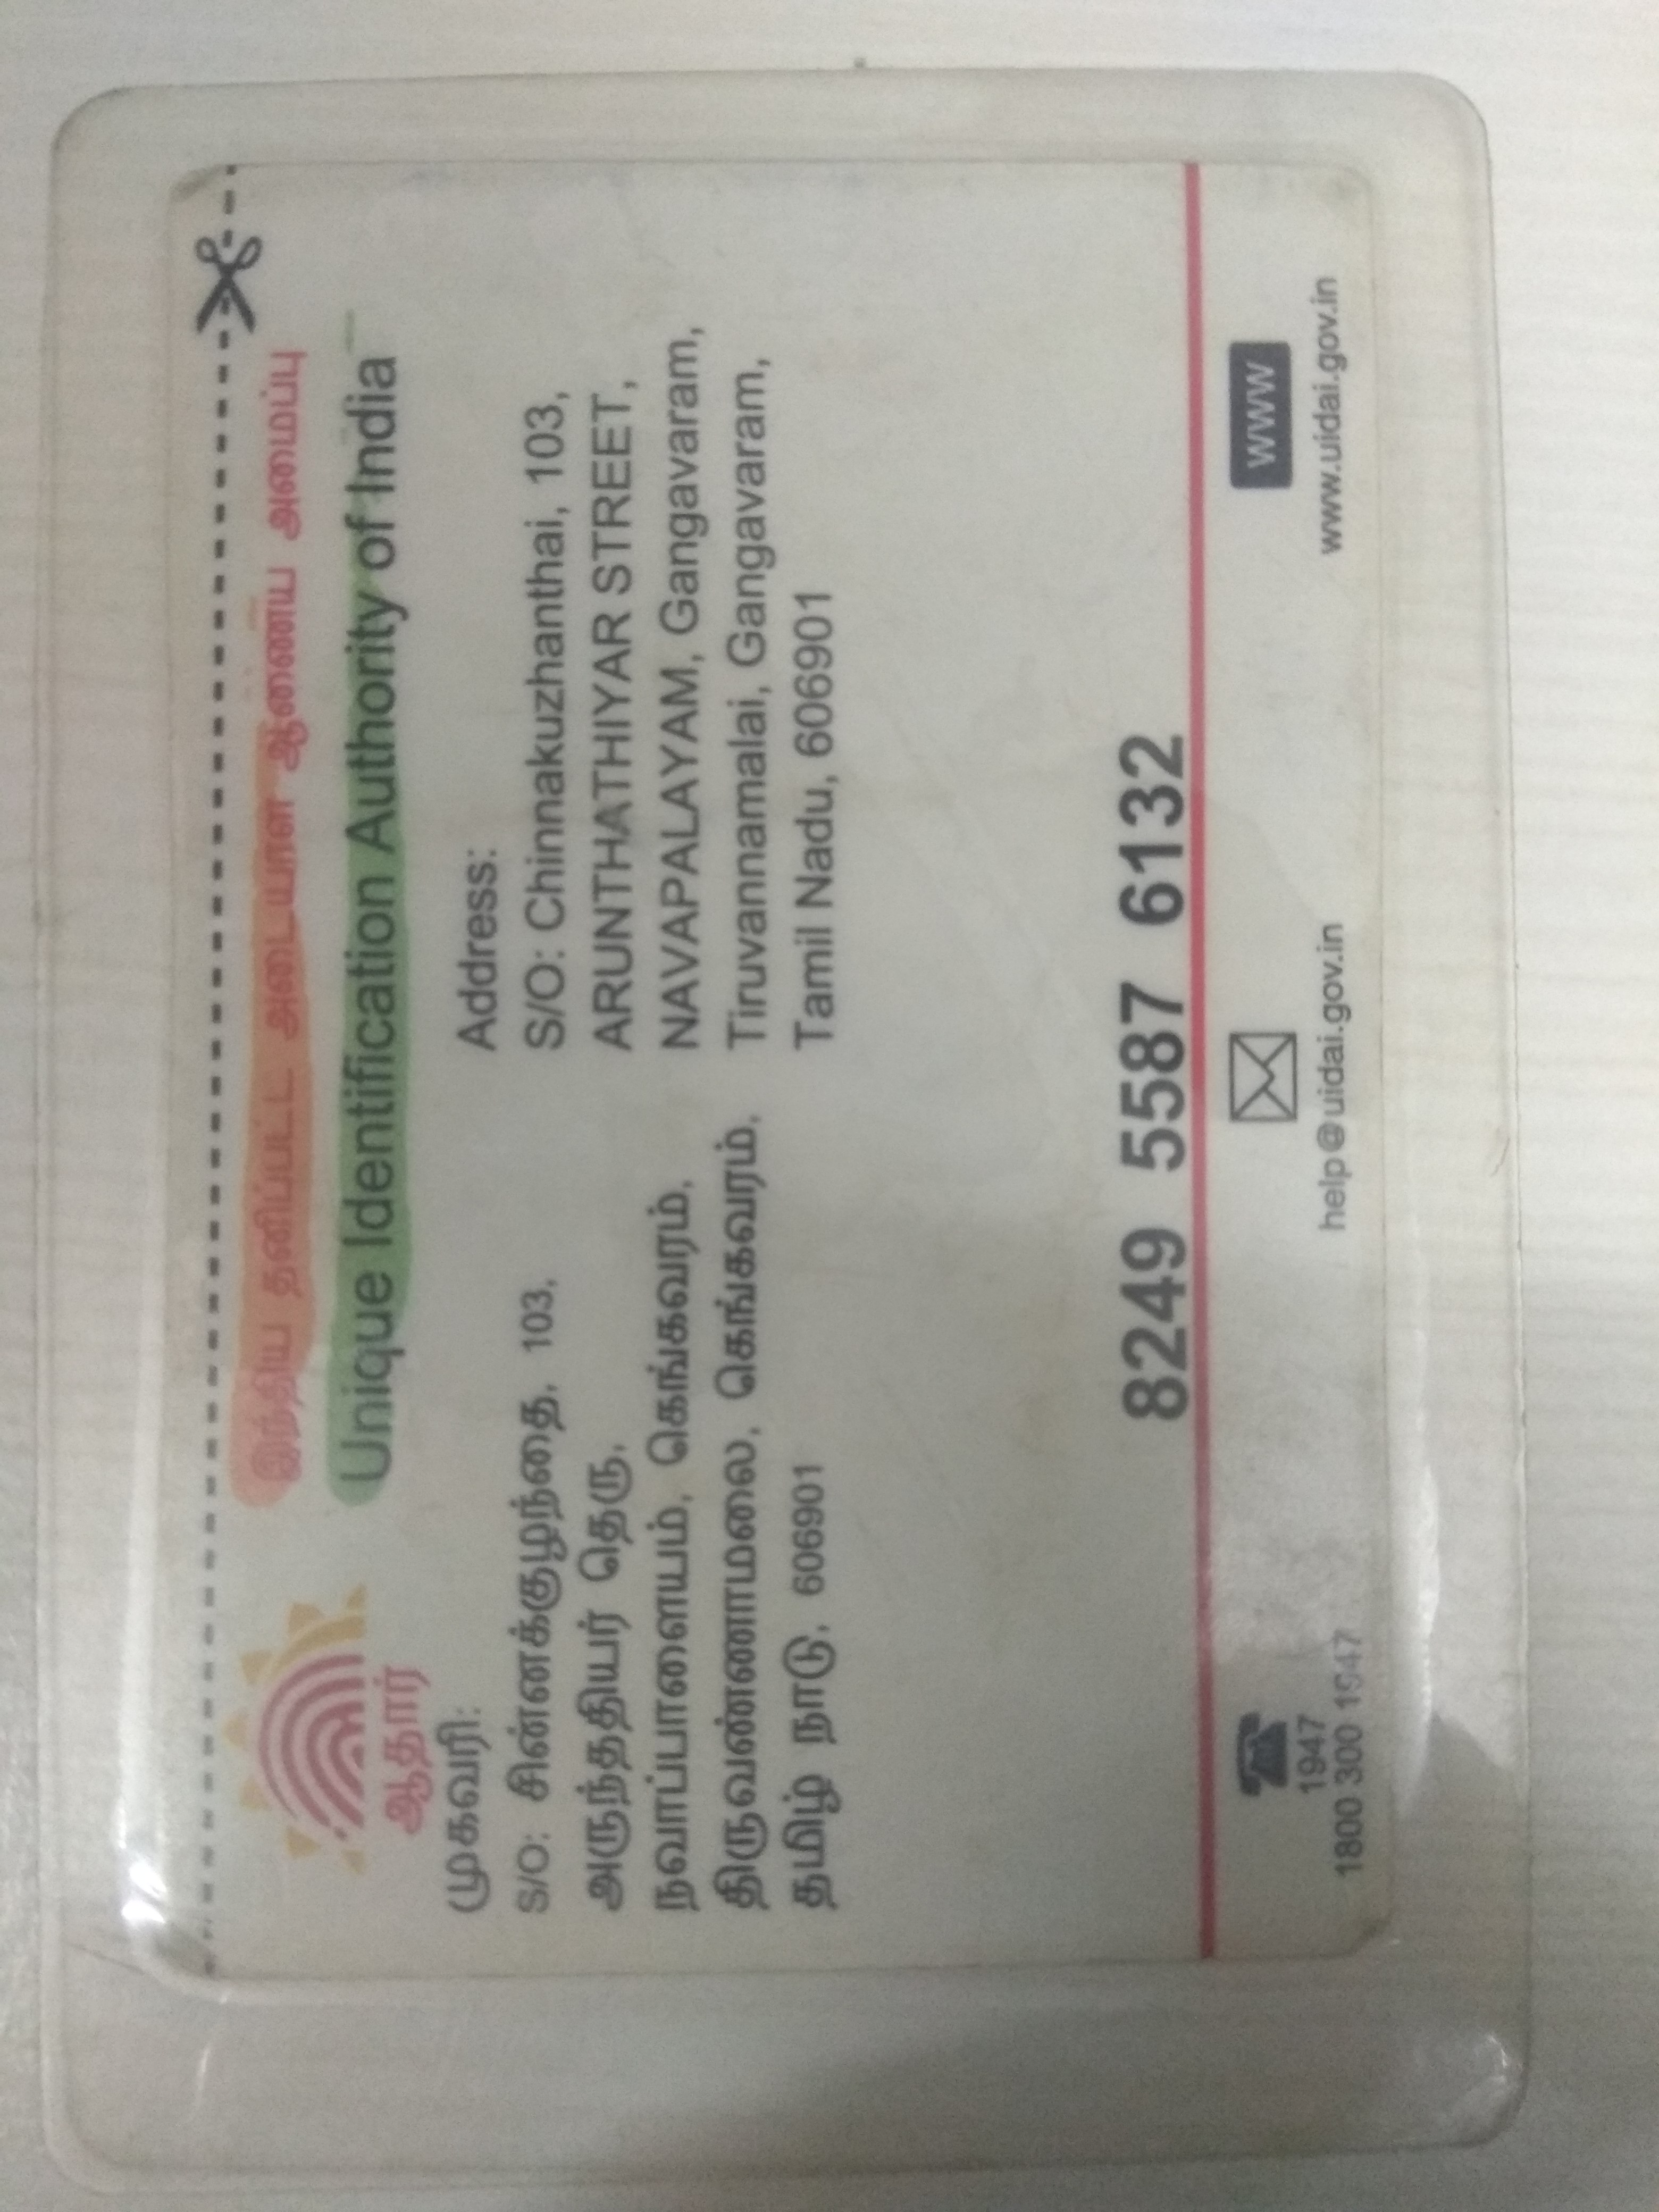 இந்திய தனிப்பட்ட அடையாள ஆணைய அமைப்பு
Unique Identification Authority of India
ஆதார்
முகவரி:
S/O: சின்னக்குழந்தை, 103,
அருந்ததியர் தெரு,
நவாப்பாளையம், கெங்கவரம்,
திருவண்ணாமலை, கெங்கவரம்,
தமிழ் நாடு, 606901
Address:
S/O: Chinnakuzhanthai, 103,
ARUNTHATHIYAR STREET,
NAVAPALAYAM, Gangavaram,
Tiruvannamalai, Gangavaram,
Tamil Nadu, 606901
8249 5587 6132
1947
1800 300 1947
help@uidai.gov.in
WWW
www.uidai.gov.in